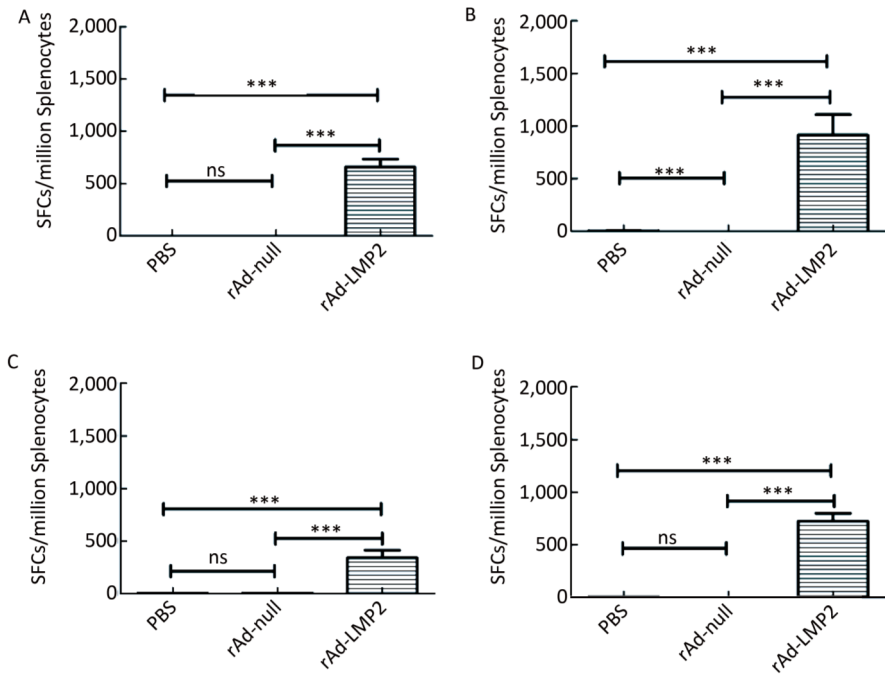 A
SFCs/million Splenocytes
2,000
1,500
1,000
500
0
***
***
ns
PBS
rAd-null
rAd-LMP2
B
SFCs/million Splenocytes
2,000
1,500
1,000
500
0
***
***
***
PBS
rAd-null
rAd-LMP2
C
SFCs/million Splenocytes
2,000
1,500
1,000
500
0
***
***
ns
PBS
rAd-null
rAd-LMP2
D
SFCs/million Splenocytes
2,000
1,500
1,000
500
0
***
***
ns
PBS
rAd-null
rAd-LMP2